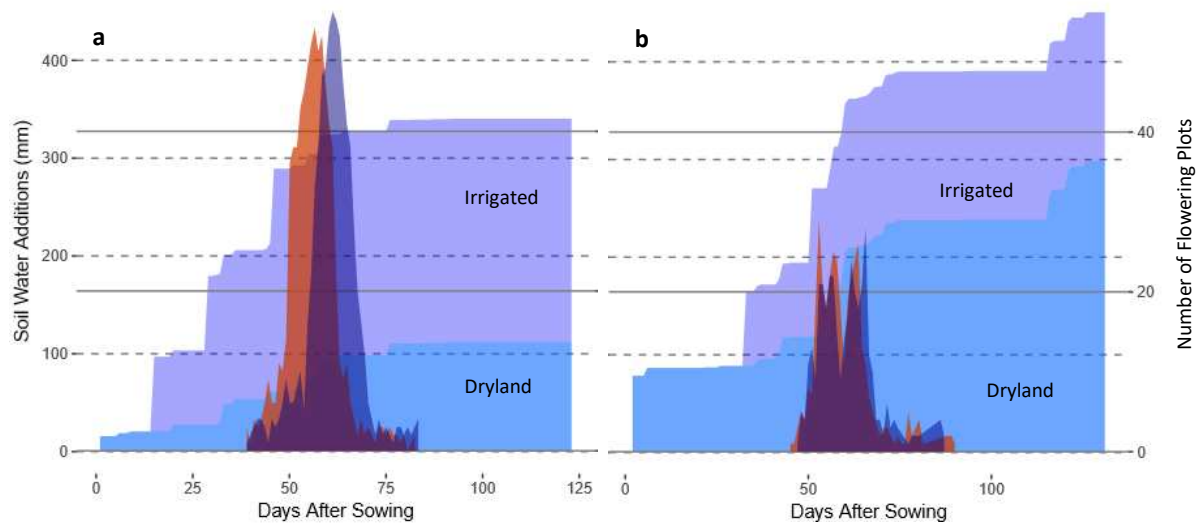 a
b
Soil Water Additions (mm)
400
300
200
100
0
Irrigated
Dryland
0 25 50 75 100 125
Days After Sowing
Irrigated
Dryland
0 50 100
Days After Sowing
40
20
0
Number of Flowering Plots